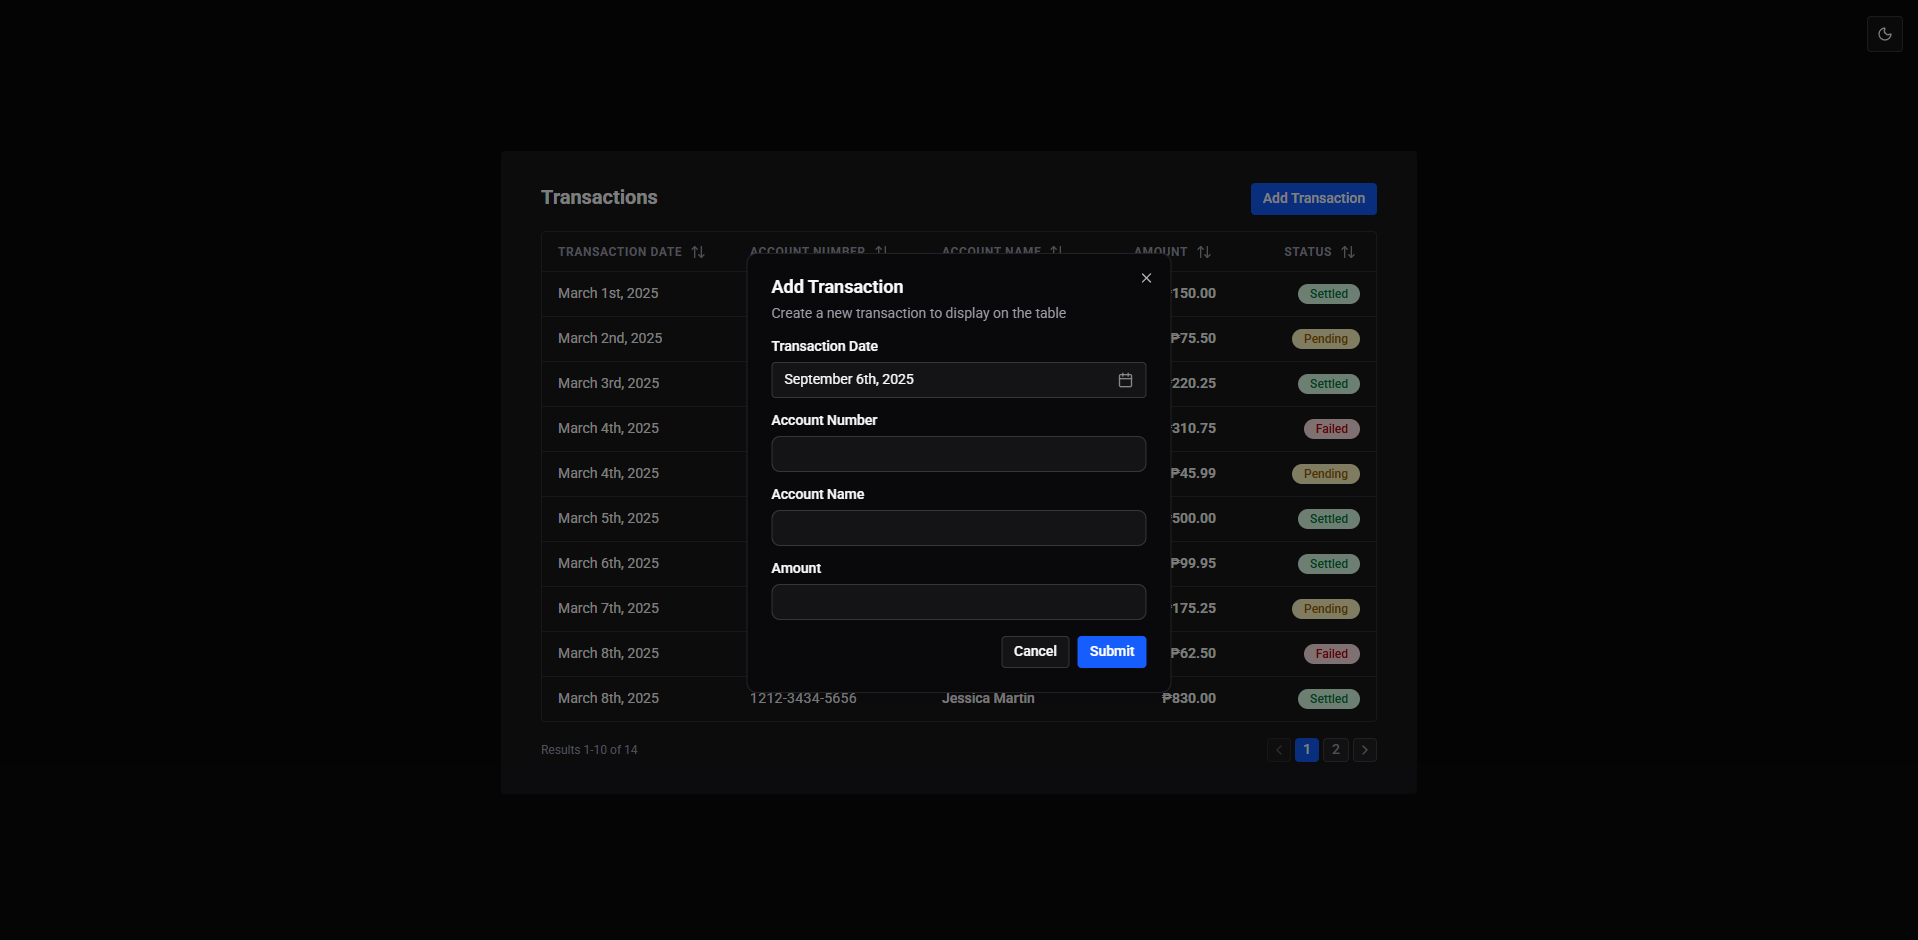 Transactions
Add Transaction
TRANSACTION DATE ACCOUNT NUMBER ACCOUNT NAME AMOUNT STATUS
March 1st, 2025 150.00 Settled
March 2nd, 2025 ₱75.50 Pending
March 3rd, 2025 220.25 Settled
March 4th, 2025 310.75 Failed
March 4th, 2025 ₱45.99 Pending
March 5th, 2025 500.00 Settled
March 6th, 2025 ₱99.95 Settled
March 7th, 2025 175.25 Pending
March 8th, 2025 ₱62.50 Failed
March 8th, 2025 1212-3434-5656 Jessica Martin ₱830.00 Settled
Results 1-10 of 14
1 2
Add Transaction
Create a new transaction to display on the table
Transaction Date
September 6th, 2025
Account Number
Account Name
Amount
Cancel Submit